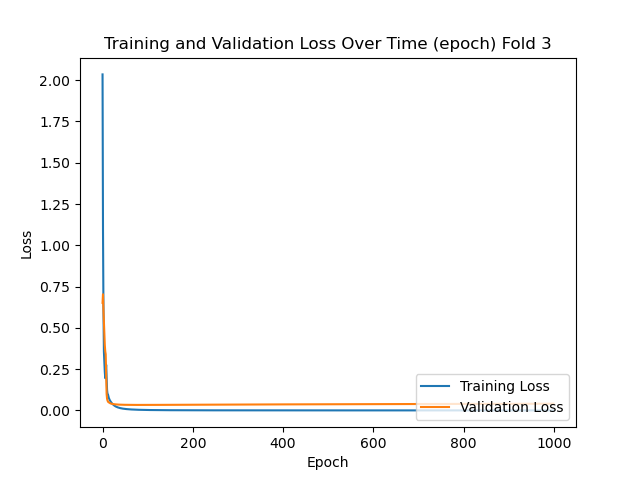 Training and Validation Loss Over Time (epoch) Fold 3
2.00
1.75
1.50
1.25
1.00
0.75
0.50
0.25
0.00
Loss
Training Loss
Validation Loss
0 200 400 600 800 1000
Epoch